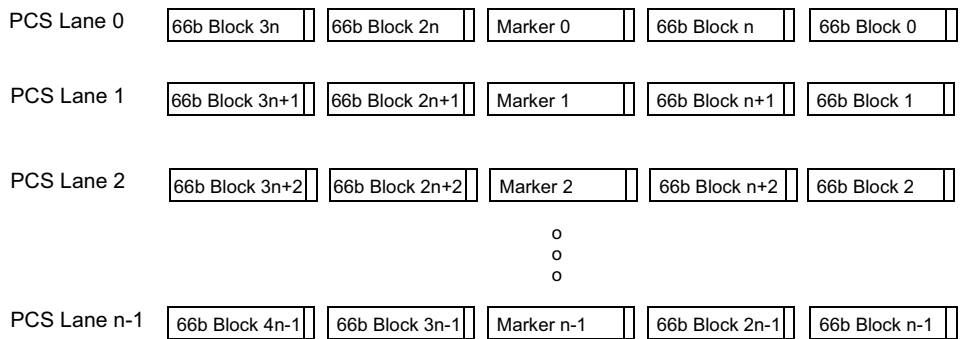 PCS Lane 0 66b Block 3n 66b Block 2n Marker 0 66b Block n 66b Block 0
PCS Lane 1 66b Block 3n+1 66b Block 2n+1 Marker 1 66b Block n+1 66b Block 1
PCS Lane 2 66b Block 3n+2 66b Block 2n+2 Marker 2 66b Block n+2 66b Block 2
o
o
o
PCS Lane n-1 66b Block 4n-1 66b Block 3n-1 Marker n-1 66b Block 2n-1 66b Block n-1